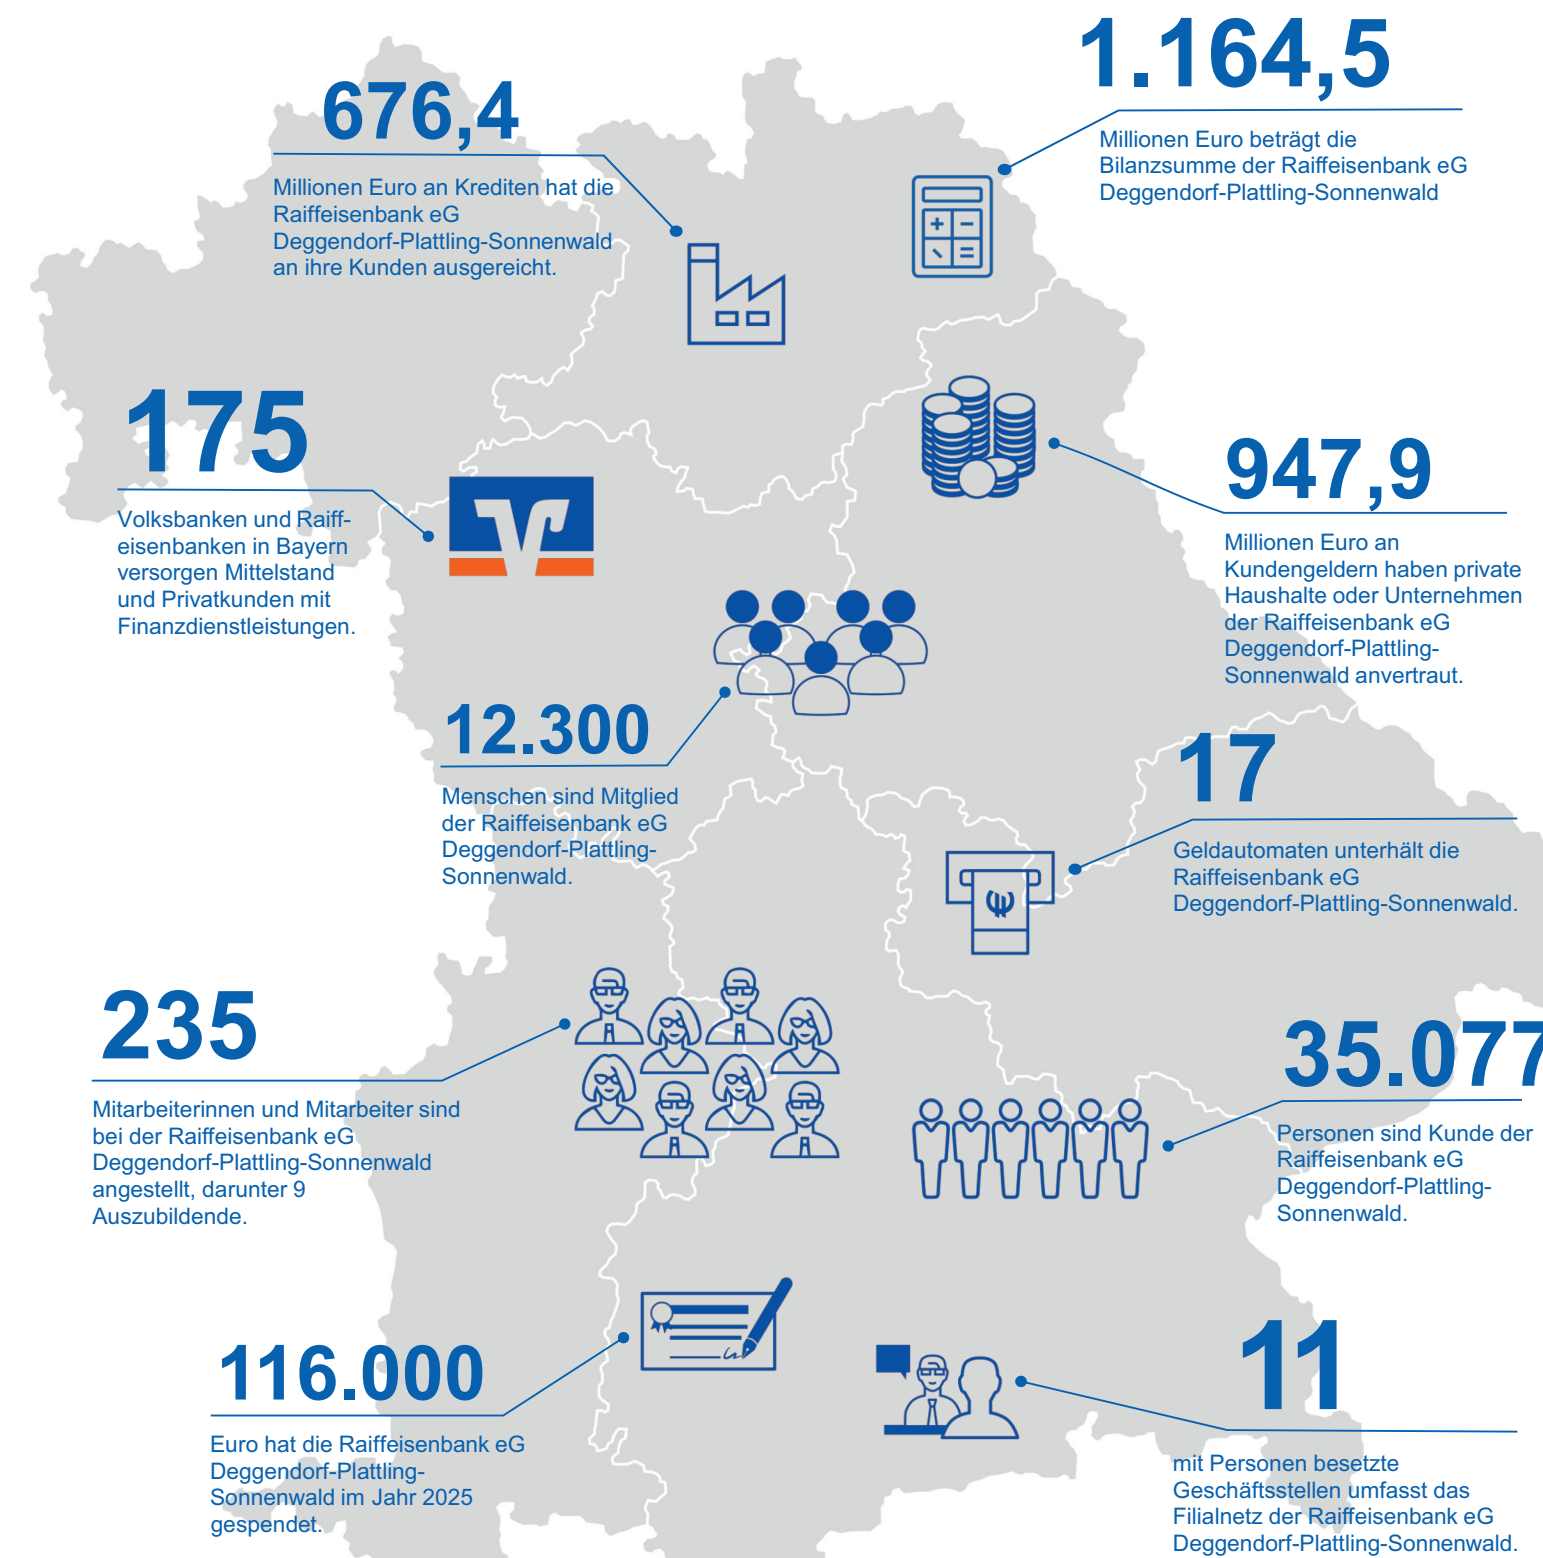 1.164,5
Millionen Euro beträgt die
Bilanzsumme der Raiffeisenbank eG
Deggendorf-Plattling-Sonnenwald
676,4
Millionen Euro an Krediten hat die
Raiffeisenbank eG
Deggendorf-Plattling-Sonnenwald
an ihre Kunden ausgereicht.
175
Volksbanken und Raiff-
eisenbanken in Bayern
versorgen Mittelstand
und Privatkunden mit
Finanzdienstleistungen.
947,9
Millionen Euro an
Kundengeldern haben private
Haushalte oder Unternehmen
der Raiffeisenbank eG
Deggendorf-Plattling-
Sonnenwald anvertraut.
12.300
Menschen sind Mitglied
der Raiffeisenbank eG
Deggendorf-Plattling-
Sonnenwald.
17
Geldautomaten unterhält die
Raiffeisenbank eG
Deggendorf-Plattling-Sonnenwald.
235
Mitarbeiterinnen und Mitarbeiter sind
bei der Raiffeisenbank eG
Deggendorf-Plattling-Sonnenwald
angestellt, darunter 9
Auszubildende.
35.077
Personen sind Kunde der
Raiffeisenbank eG
Deggendorf-Plattling-
Sonnenwald.
116.000
Euro hat die Raiffeisenbank eG
Deggendorf-Plattling-
Sonnenwald im Jahr 2025
gespendet.
11
mit Personen besetzte
Geschäftsstellen umfasst das
Filialnetz der Raiffeisenbank eG
Deggendorf-Plattling-Sonnenwald.